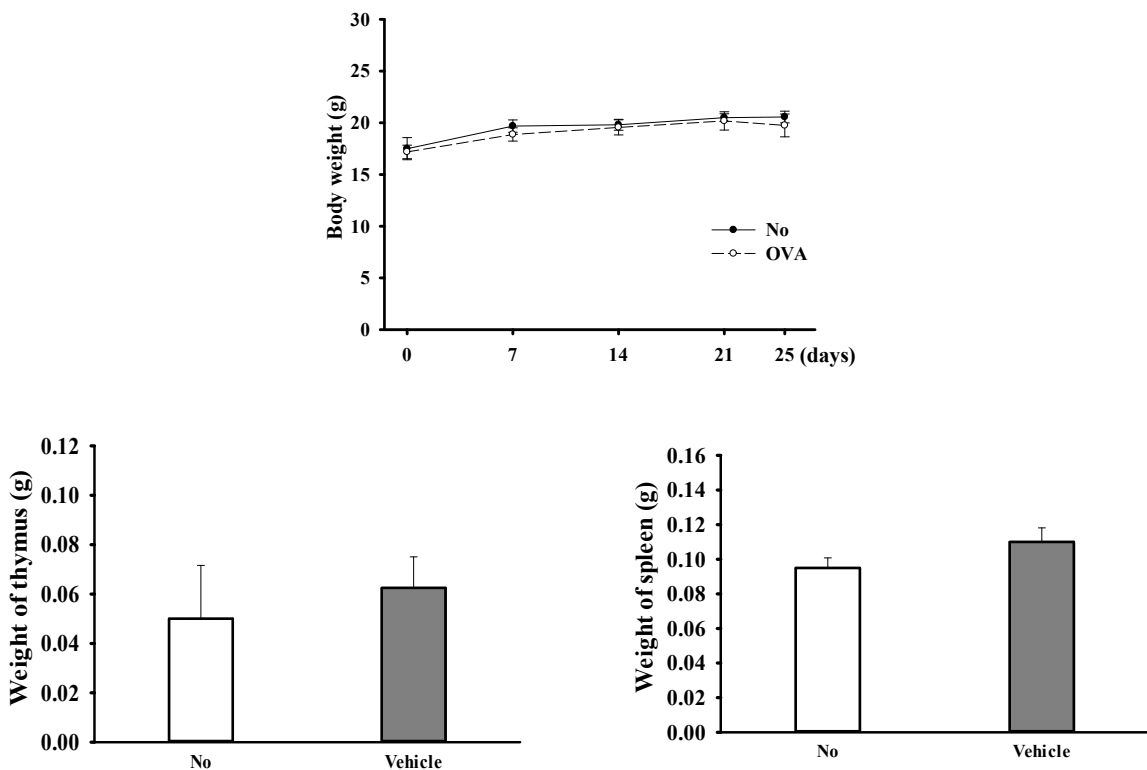 30
25
20
15
10
5
0
Body weight (g)
No
OVA
0 7 14 21 25 (days)
0.12
0.10
0.08
0.06
0.04
0.02
0.00
Weight of thymus (g)
No Vehicle
0.16
0.14
0.12
0.10
0.08
0.06
0.04
0.02
0.00
Weight of spleen (g)
No Vehicle